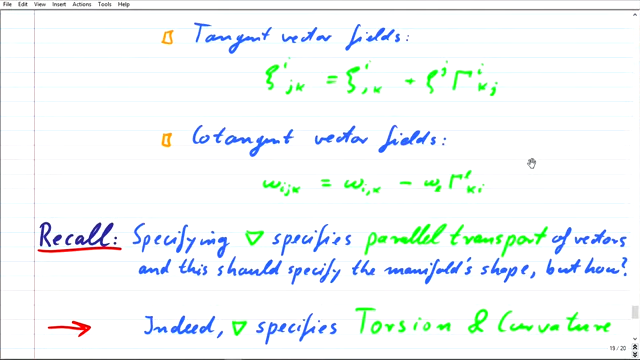 File Edit View Insert Actions Tools Help
Tangent vector fields:
ξ^i_{;k} = ξ^i_{,k} + ξ^j Γ^i_{kj}
Cotangent vector fields:
ω_{i;k} = ω_{i,k} - ω_r Γ^r_{ki}
Recall: Specifying ∇ specifies parallel transport of vectors
and this should specify the manifold's shape, but how?
→ Indeed, ∇ specifies Torsion & Curvature
19 / 20